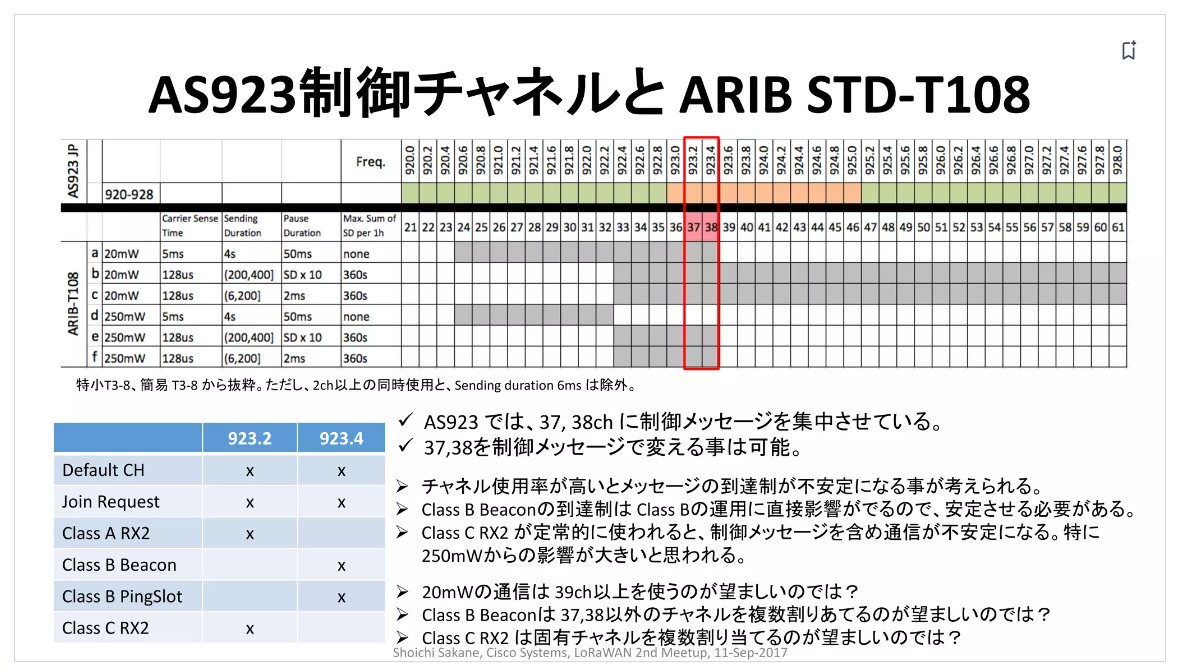 AS923制御チャネルと ARIB STD-T108
AS923 JP
Freq. 920.0 920.2 920.4 920.6 920.8 921.0 921.2 921.4 921.6 921.8 922.0 922.2 922.4 922.6 922.8 923.0 923.2 923.4 923.6 923.8 924.0 924.2 924.4 924.6 924.8 925.0 925.2 925.4 925.6 925.8 926.0 926.2 926.4 926.6 926.8 927.0 927.2 927.4 927.6 927.8 928.0
920-928
Carrier Sense Time Sending Duration Pause Duration Max. Sum of SD per 1h 21 22 23 24 25 26 27 28 29 30 31 32 33 34 35 36 37 38 39 40 41 42 43 44 45 46 47 48 49 50 51 52 53 54 55 56 57 58 59 60 61
ARIB-T108
a 20mW 5ms 4s 50ms none
b 20mW 128us (200,400] SD x 10 360s
c 20mW 128us (6,200] 2ms 360s
d 250mW 5ms 4s 50ms none
e 250mW 128us (200,400] SD x 10 360s
f 250mW 128us (6,200] 2ms 360s
特小T3-8、簡易 T3-8 から抜粋。ただし、2ch以上の同時使用と、Sending duration 6ms は除外。
923.2 923.4
Default CH x x
Join Request x x
Class A RX2 x
Class B Beacon x
Class B PingSlot x
Class C RX2 x
✓ AS923 では、37, 38ch に制御メッセージを集中させている。
✓ 37,38を制御メッセージで変える事は可能。
➢ チャネル使用率が高いとメッセージの到達制が不安定になる事が考えられる。
➢ Class B Beaconの到達制は Class Bの運用に直接影響がでるので、安定させる必要がある。
➢ Class C RX2 が定常的に使われると、制御メッセージを含め通信が不安定になる。特に
250mWからの影響が大きいと思われる。
➢ 20mWの通信は 39ch以上を使うのが望ましいのでは？
➢ Class B Beaconは 37,38以外のチャネルを複数割りあてるのが望ましいのでは？
➢ Class C RX2 は固有チャネルを複数割り当てるのが望ましいのでは？
Shoichi Sakane, Cisco Systems, LoRaWAN 2nd Meetup, 11-Sep-2017